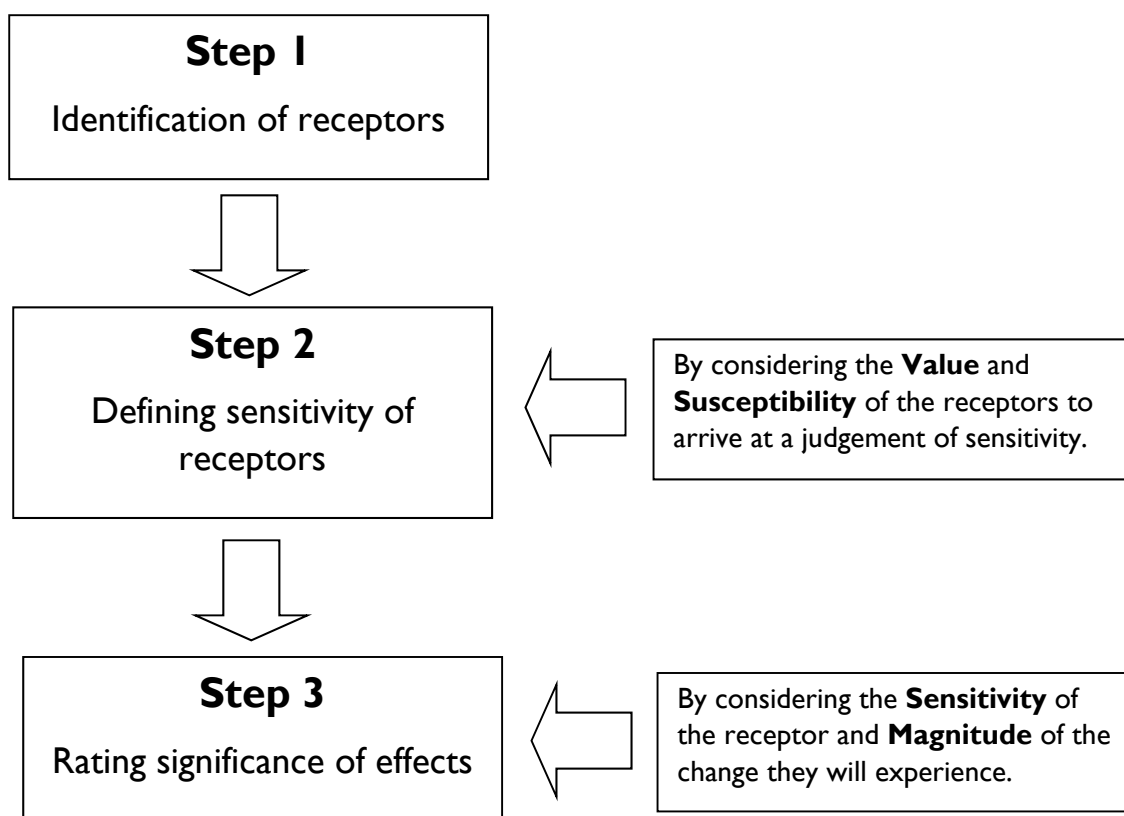 Step 1
Identification of receptors
Step 2
Defining sensitivity of
receptors
By considering the Value and
Susceptibility of the receptors to
arrive at a judgement of sensitivity.
Step 3
Rating significance of effects
By considering the Sensitivity of
the receptor and Magnitude of the
change they will experience.